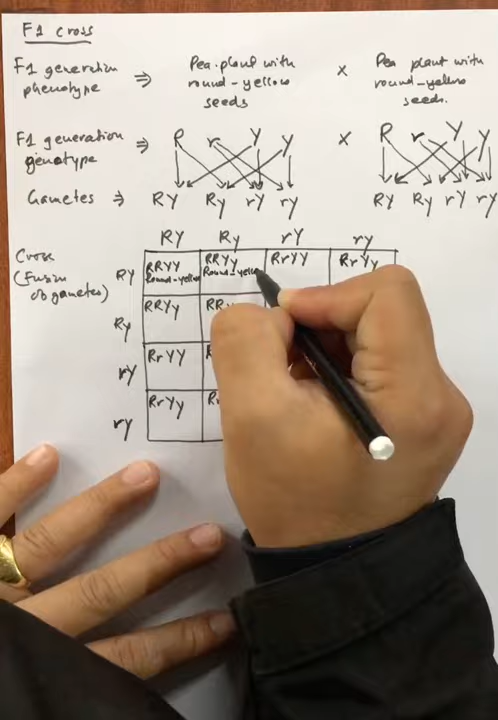 F1 cross
F1 generation
phenotype ⇒ Pea-plant with
round-yellow
seeds × Pea plant with
round-yellow
seeds.
F1 generation
genotype ⇒ R r Y y × R r Y y
Gametes ⇒ RY Ry rY ry RY Ry rY ry
Cross
(Fusion
of gametes)
RY Ry rY ry
RY RRYY RRYy RrYY RrYy
Round-yellow Round-yellow
Ry RRYy
rY RrYY
ry RrYy